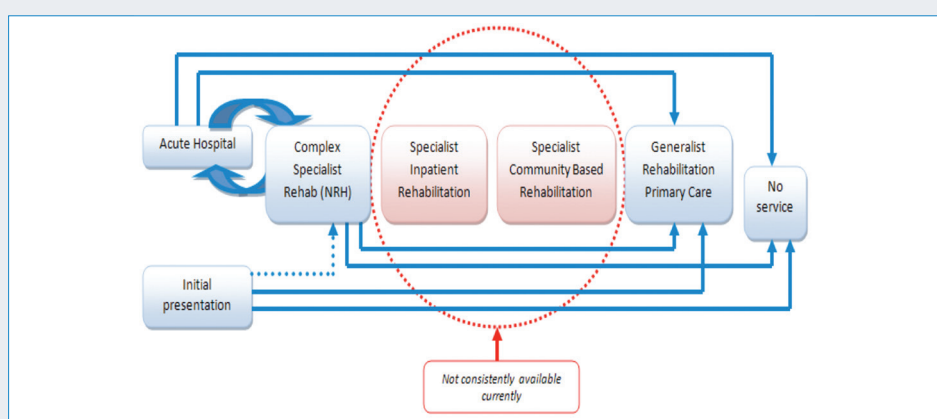 Acute Hospital
Complex
Specialist
Rehab (NRH)
Specialist
Inpatient
Rehabilitation
Specialist
Community Based
Rehabilitation
Generalist
Rehabilitation
Primary Care
No
service
Initial
presentation
Not consistently available
currently